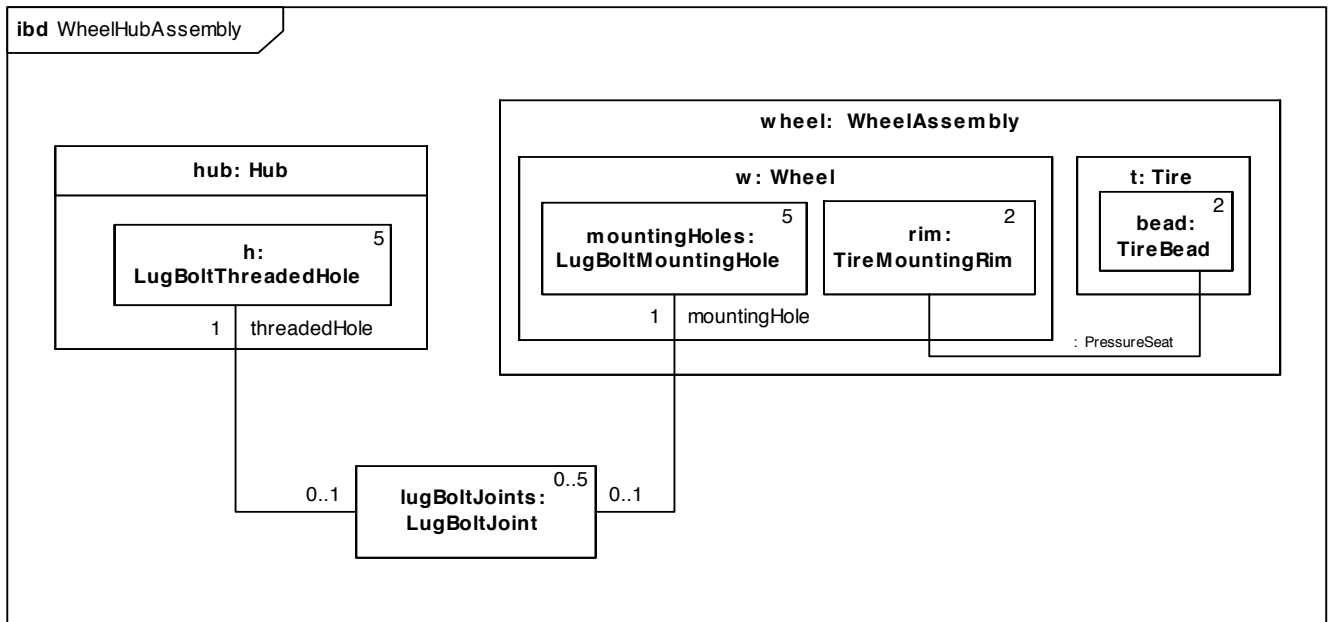 ibd WheelHubAssembly
wheel: WheelAssembly
hub: Hub
w: Wheel
t: Tire
5
h:
LugBoltThreadedHole
5
mountingHoles:
LugBoltMountingHole
2
rim:
TireMountingRim
2
bead:
TireBead
1 threadedHole
1 mountingHole
: PressureSeat
0..1
0..5
lugBoltJoints:
LugBoltJoint
0..1